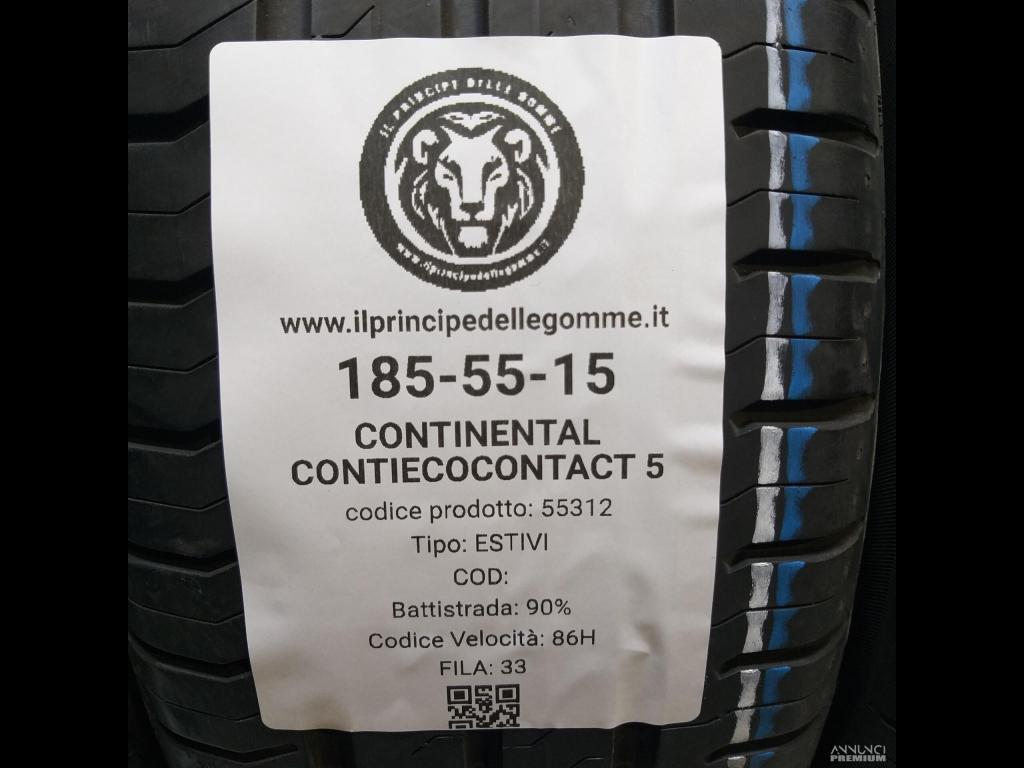 IL PRINCIPE DELLE GOMME
www.ilprincipedellegomme.it
www.ilprincipedellegomme.it
185-55-15
CONTINENTAL
CONTIECOCONTACT 5
codice prodotto: 55312
Tipo: ESTIVI
COD:
Battistrada: 90%
Codice Velocità: 86H
FILA: 33
ANNUNCI
PREMIUM